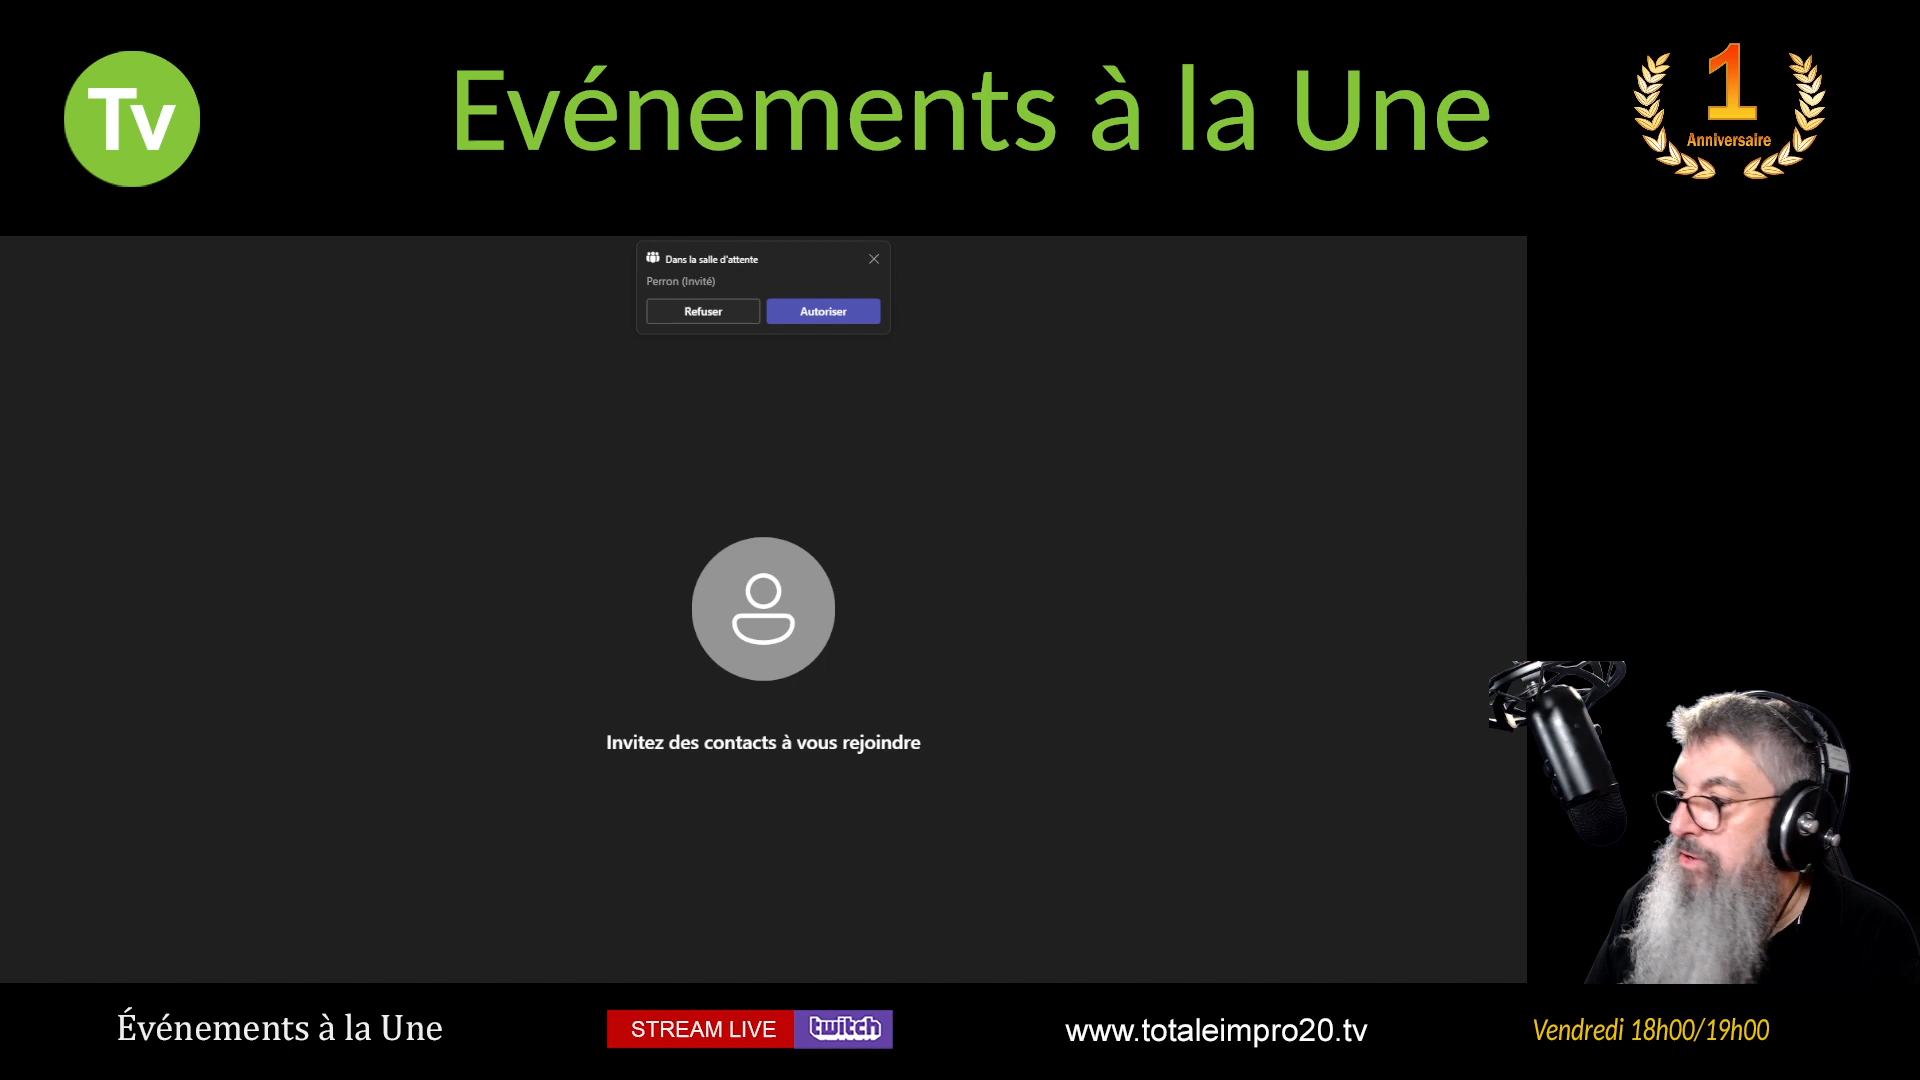 Tv
Evénements à la Une
1
Anniversaire
Dans la salle d'attente
Perron (Invité)
Refuser
Autoriser
Invitez des contacts à vous rejoindre
Événements à la Une
STREAM LIVE
twitch
www.totaleimpro20.tv
Vendredi 18h00/19h00